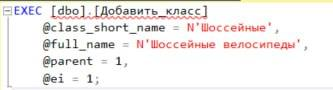 EXEC [dbo].[Добавить_класс]
@class_short_name = N'Шоссейные',
@full_name = N'Шоссейные велосипеды',
@parent = 1,
@ei = 1;